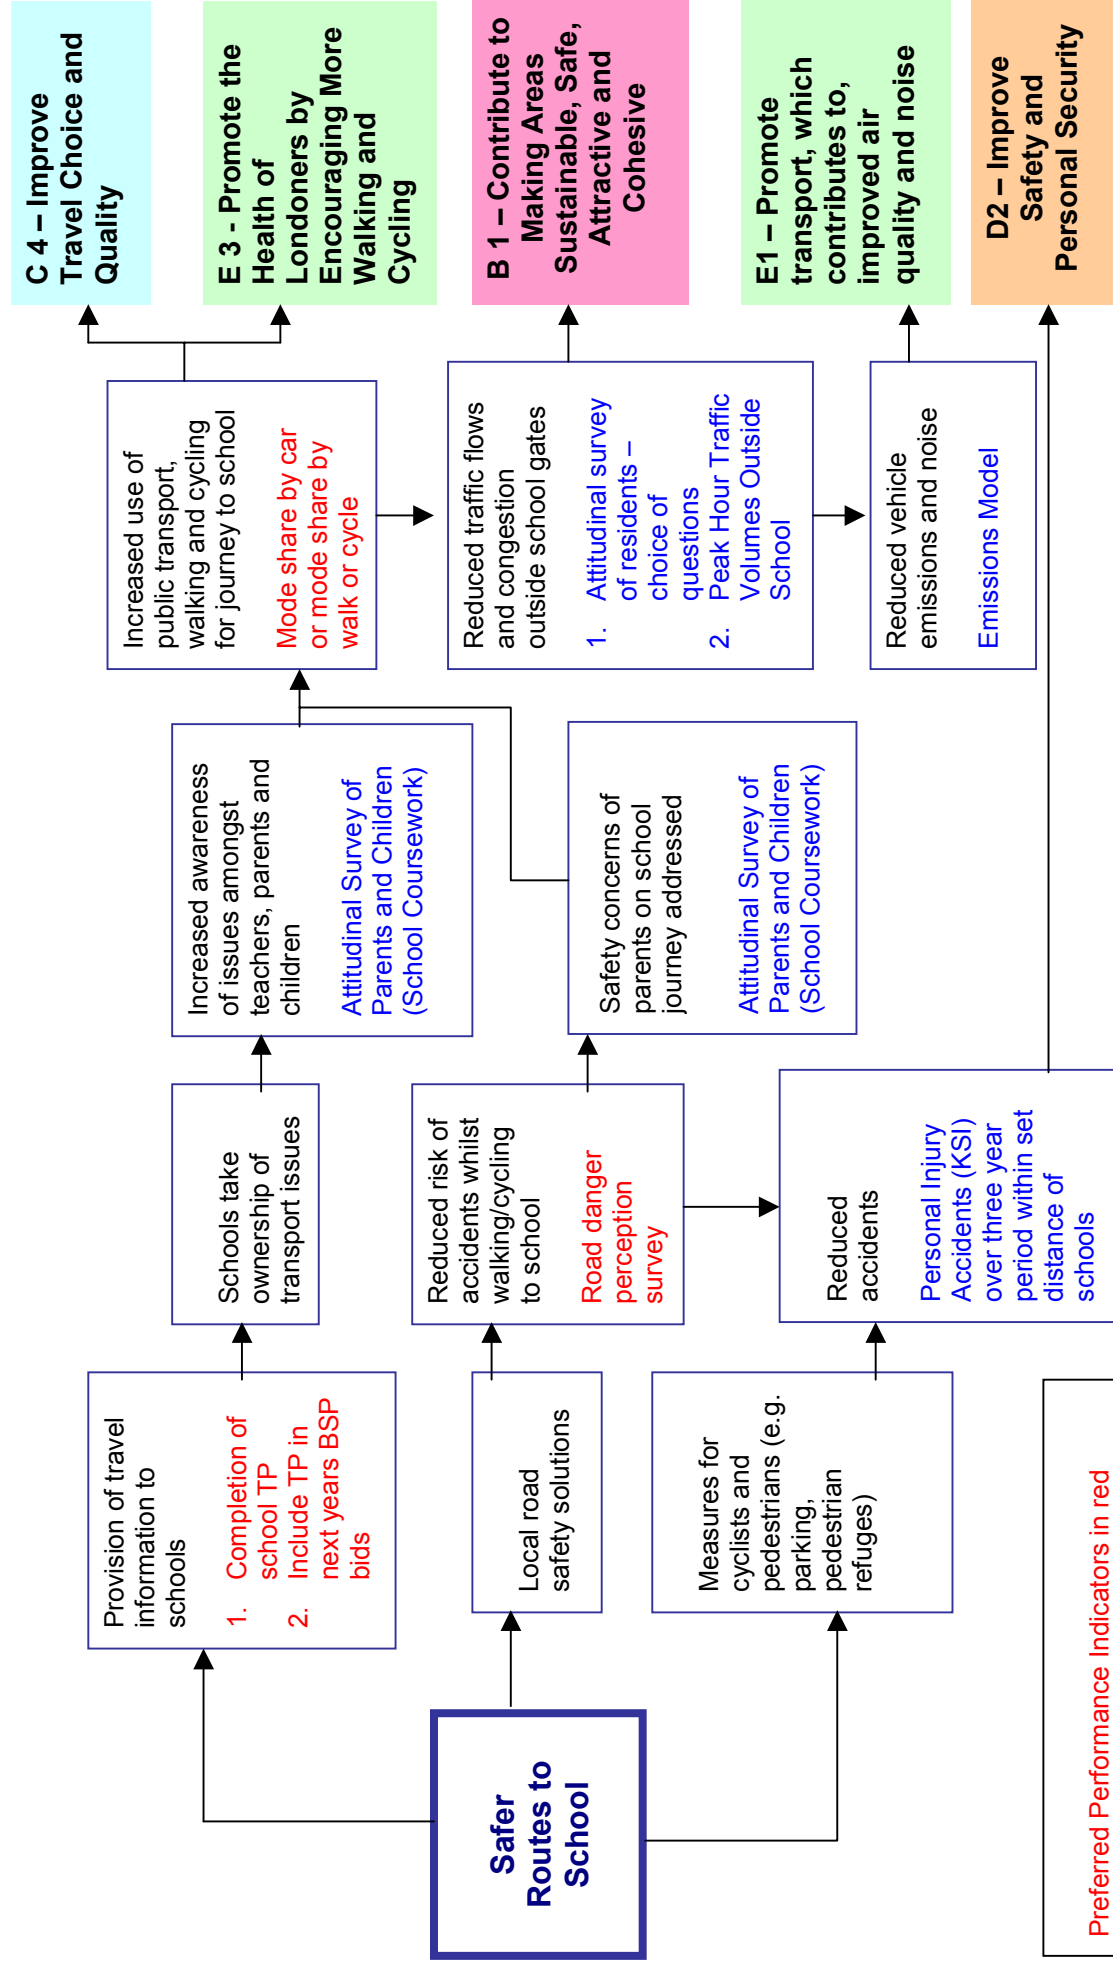 Safer
Routes to
School
Provision of travel
information to
schools
1. Completion of
school TP
2. Include TP in
next years BSP
bids
Local road
safety solutions
Measures for
cyclists and
pedestrians (e.g.
parking,
pedestrian
refuges)
Schools take
ownership of
transport issues
Reduced risk of
accidents whilst
walking/cycling
to school
Road danger
perception
survey
Reduced
accidents
Personal Injury
Accidents (KSI)
over three year
period within set
distance of
schools
Increased awareness
of issues amongst
teachers, parents and
children
Attitudinal Survey of
Parents and Children
(School Coursework)
Safety concerns of
parents on school
journey addressed
Attitudinal Survey of
Parents and Children
(School Coursework)
Increased use of
public transport,
walking and cycling
for journey to school
Mode share by car
or mode share by
walk or cycle
Reduced traffic flows
and congestion
outside school gates
1. Attitudinal survey
of residents –
choice of
questions
2. Peak Hour Traffic
Volumes Outside
School
Reduced vehicle
emissions and noise
Emissions Model
C 4 – Improve
Travel Choice and
Quality
E 3 - Promote the
Health of
Londoners by
Encouraging More
Walking and
Cycling
B 1 – Contribute to
Making Areas
Sustainable, Safe,
Attractive and
Cohesive
E1 – Promote
transport, which
contributes to,
improved air
quality and noise
D2 – Improve
Safety and
Personal Security
Preferred Performance Indicators in red